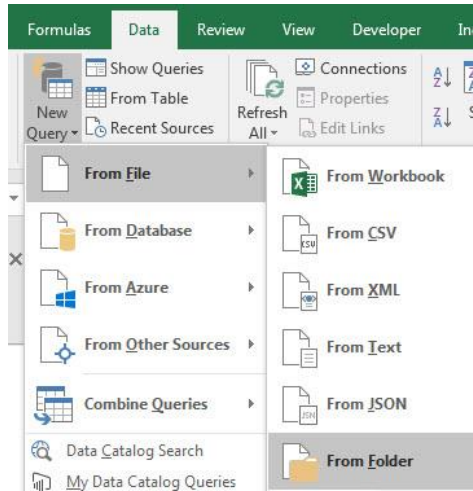 Formulas Data Review View Developer
Show Queries
From Table
Recent Sources
New Query
Refresh All
Connections
Properties
Edit Links
From File
From Database
From Azure
From Other Sources
Combine Queries
Data Catalog Search
My Data Catalog Queries
From Workbook
From CSV
From XML
From Text
From JSON
From Folder